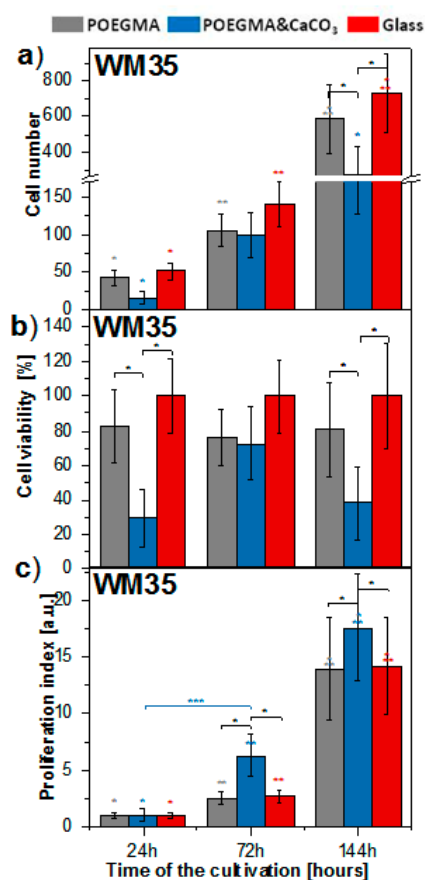 POEGMA POEGMA&CaCO₃ Glass
a) WM35
Cell number
800
600
400
150
100
50
0
* * * ** ** ** * ** * *
b) WM35
Cell viability [%]
140
120
100
80
60
40
20
0
* * * *
c) WM35
Proliferation index [a.u.]
20
15
10
5
0
* * * *** ** ** ** * * ** ** ** * *
24h 72h 144h
Time of the cultivation [hours]